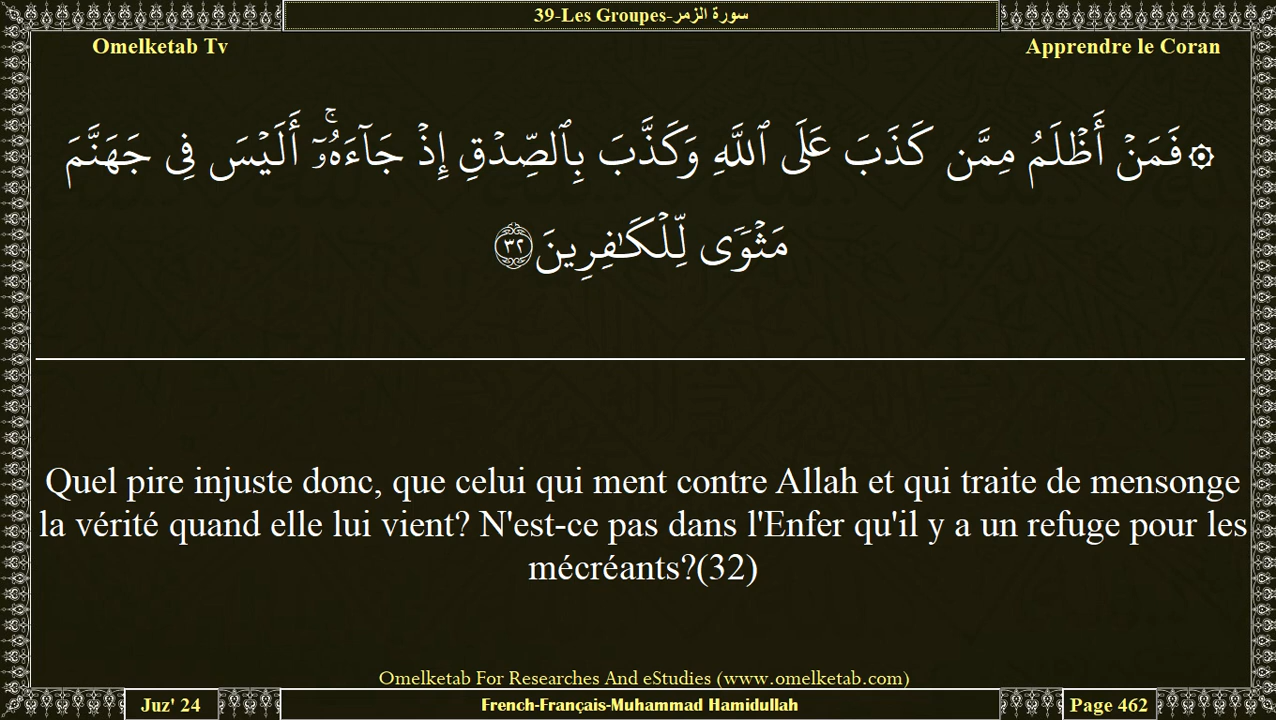 39-Les Groupes-سورة الزمر
Omelketab Tv
Apprendre le Coran
۞فَمَنۡ أَظۡلَمُ مِمَّن كَذَبَ عَلَى ٱللَّهِ وَكَذَّبَ بِٱلصِّدۡقِ إِذۡ جَآءَهُۥٓۚ أَلَيۡسَ فِي جَهَنَّمَ
مَثۡوٗى لِّلۡكَٰفِرِينَ ٣٢
Quel pire injuste donc, que celui qui ment contre Allah et qui traite de mensonge
la vérité quand elle lui vient? N'est-ce pas dans l'Enfer qu'il y a un refuge pour les
mécréants?(32)
Omelketab For Researches And eStudies (www.omelketab.com)
Juz' 24
French-Français-Muhammad Hamidullah
Page 462